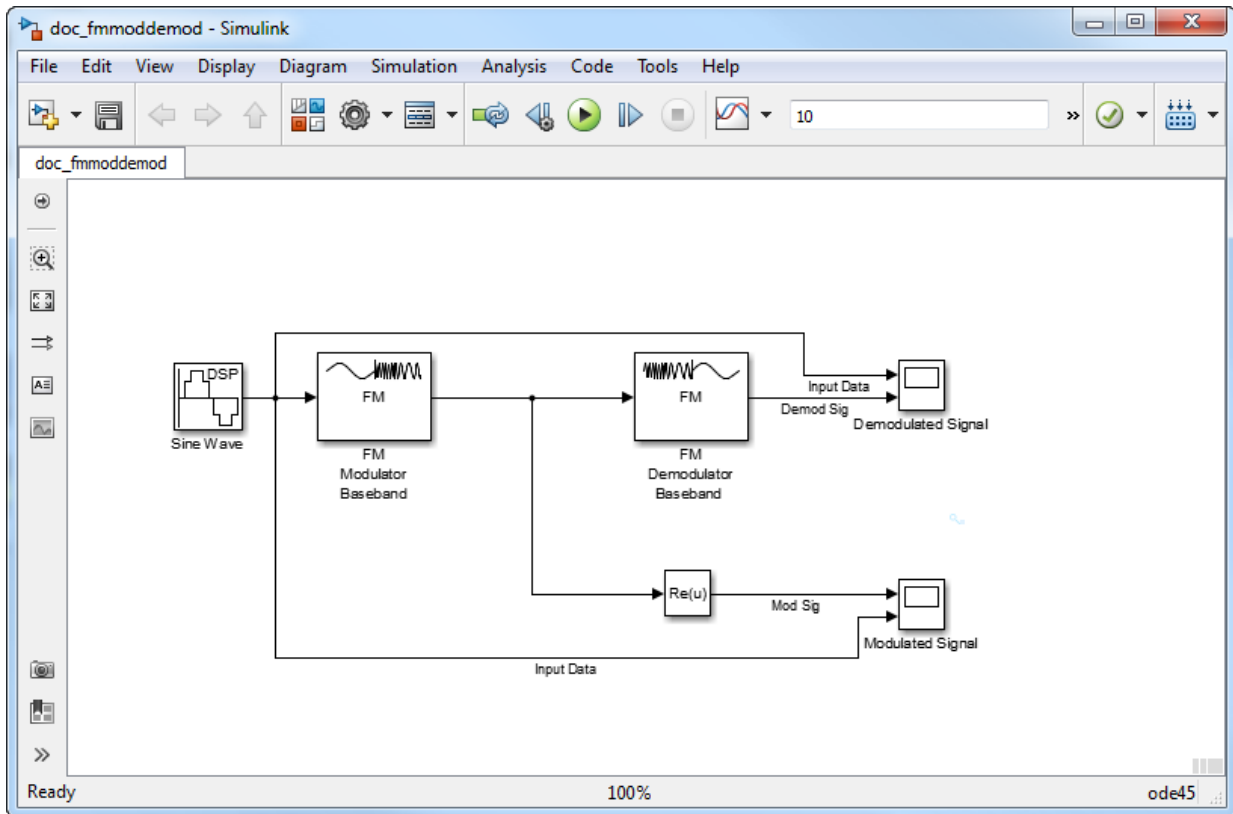 doc_fmmoddemod - Simulink
File Edit View Display Diagram Simulation Analysis Code Tools Help
10
doc_fmmoddemod
DSP
Sine Wave
FM
FM
Modulator
Baseband
FM
FM
Demodulator
Baseband
Input Data
Demod Sig
Demodulated Signal
Re(u)
Mod Sig
Modulated Signal
Input Data
Ready 100% ode45